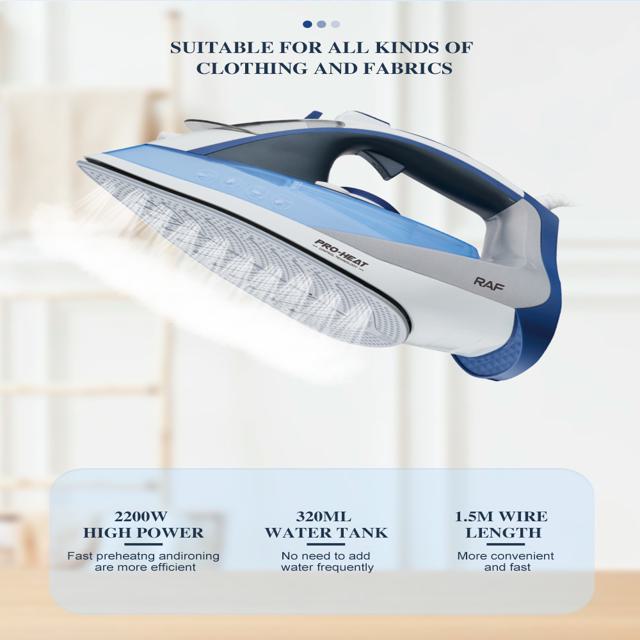 SUITABLE FOR ALL KINDS OF
CLOTHING AND FABRICS
PRO-HEAT
RAF
2200W
HIGH POWER
Fast preheatng andironing
are more efficient
320ML
WATER TANK
No need to add
water frequently
1.5M WIRE
LENGTH
More convenient
and fast